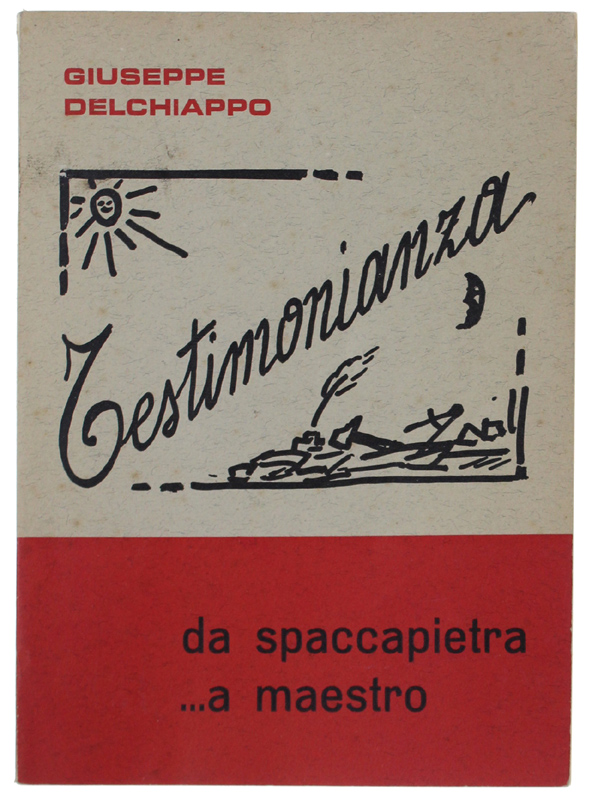 GIUSEPPE
DELCHIAPPO
Testimonianza
da spaccapietra
...a maestro